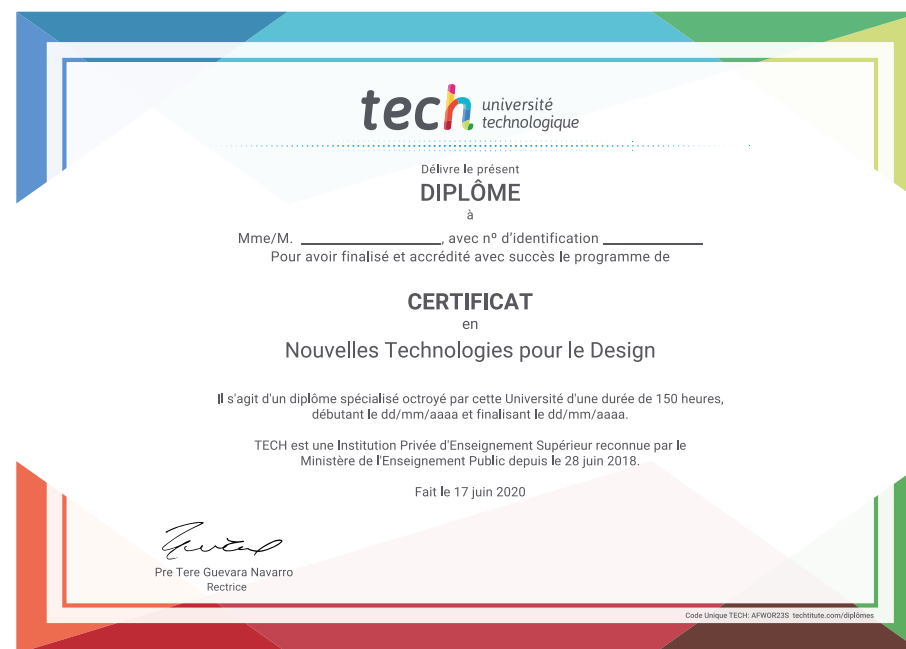 tech université
technologique
Délivre le présent
DIPLÔME
à
Mme/M. ____________________, avec nº d'identification ______________
Pour avoir finalisé et accrédité avec succès le programme de
CERTIFICAT
en
Nouvelles Technologies pour le Design
Il s'agit d'un diplôme spécialisé octroyé par cette Université d'une durée de 150 heures,
débutant le dd/mm/aaaa et finalisant le dd/mm/aaaa.
TECH est une Institution Privée d'Enseignement Supérieur reconnue par le
Ministère de l'Enseignement Public depuis le 28 juin 2018.
Fait le 17 juin 2020
Pre Tere Guevara Navarro
Rectrice
Code Unique TECH: AFWOR23S techtitute.com/diplômes